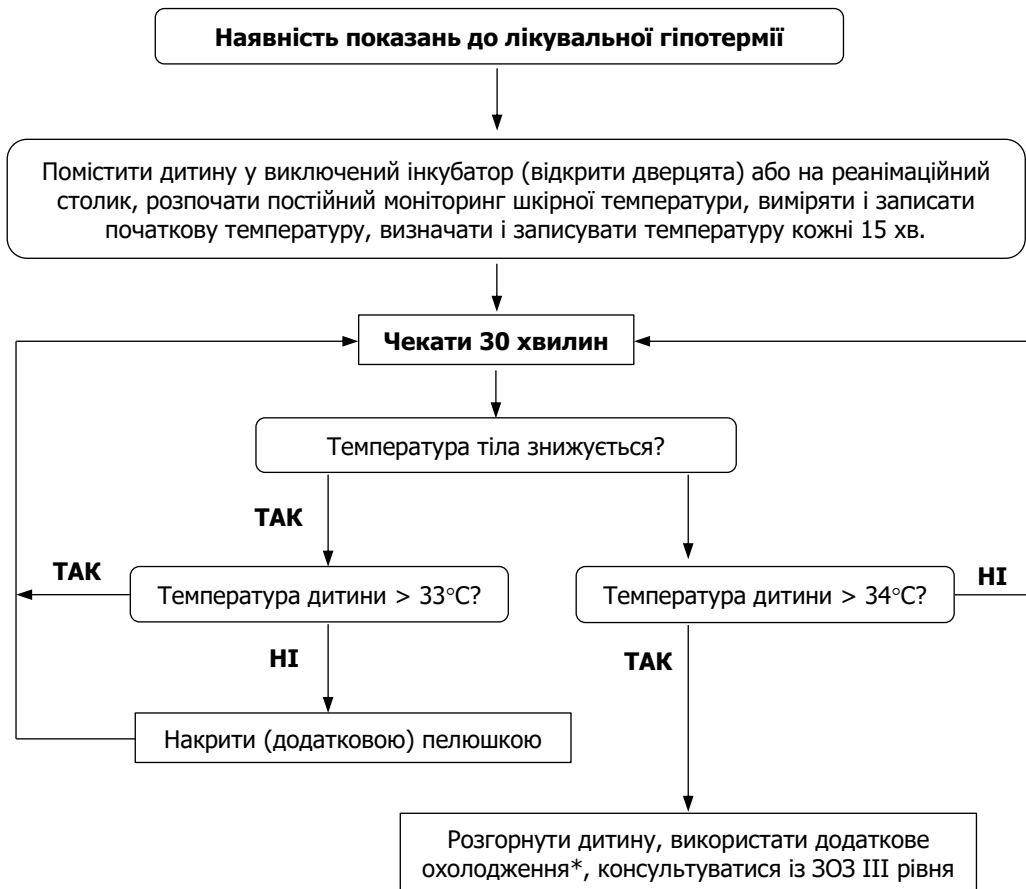 Наявність показань до лікувальної гіпотермії
Помістити дитину у виключений інкубатор (відкрити дверцята) або на реанімаційний
столик, розпочати постійний моніторинг шкірної температури, виміряти і записати
початкову температуру, визначати і записувати температуру кожні 15 хв.
Чекати 30 хвилин
Температура тіла знижується?
ТАК
ТАК
Температура дитини > 33°С?
Температура дитини > 34°С?
НІ
НІ
ТАК
Накрити (додатковою) пелюшкою
Розгорнути дитину, використати додаткове
охолодження*, консультуватися із ЗОЗ III рівня